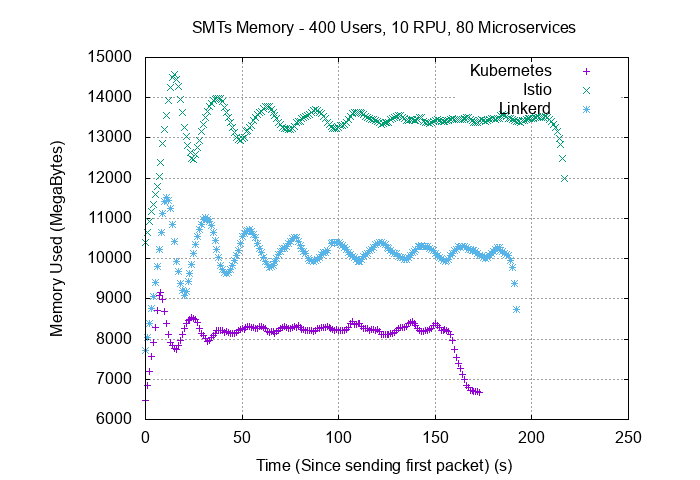 SMTs Memory - 400 Users, 10 RPU, 80 Microservices
15000
14000
13000
12000
11000
10000
9000
8000
7000
6000
Memory Used (MegaBytes)
Kubernetes
Istio
Linkerd
0 50 100 150 200 250
Time (Since sending first packet) (s)